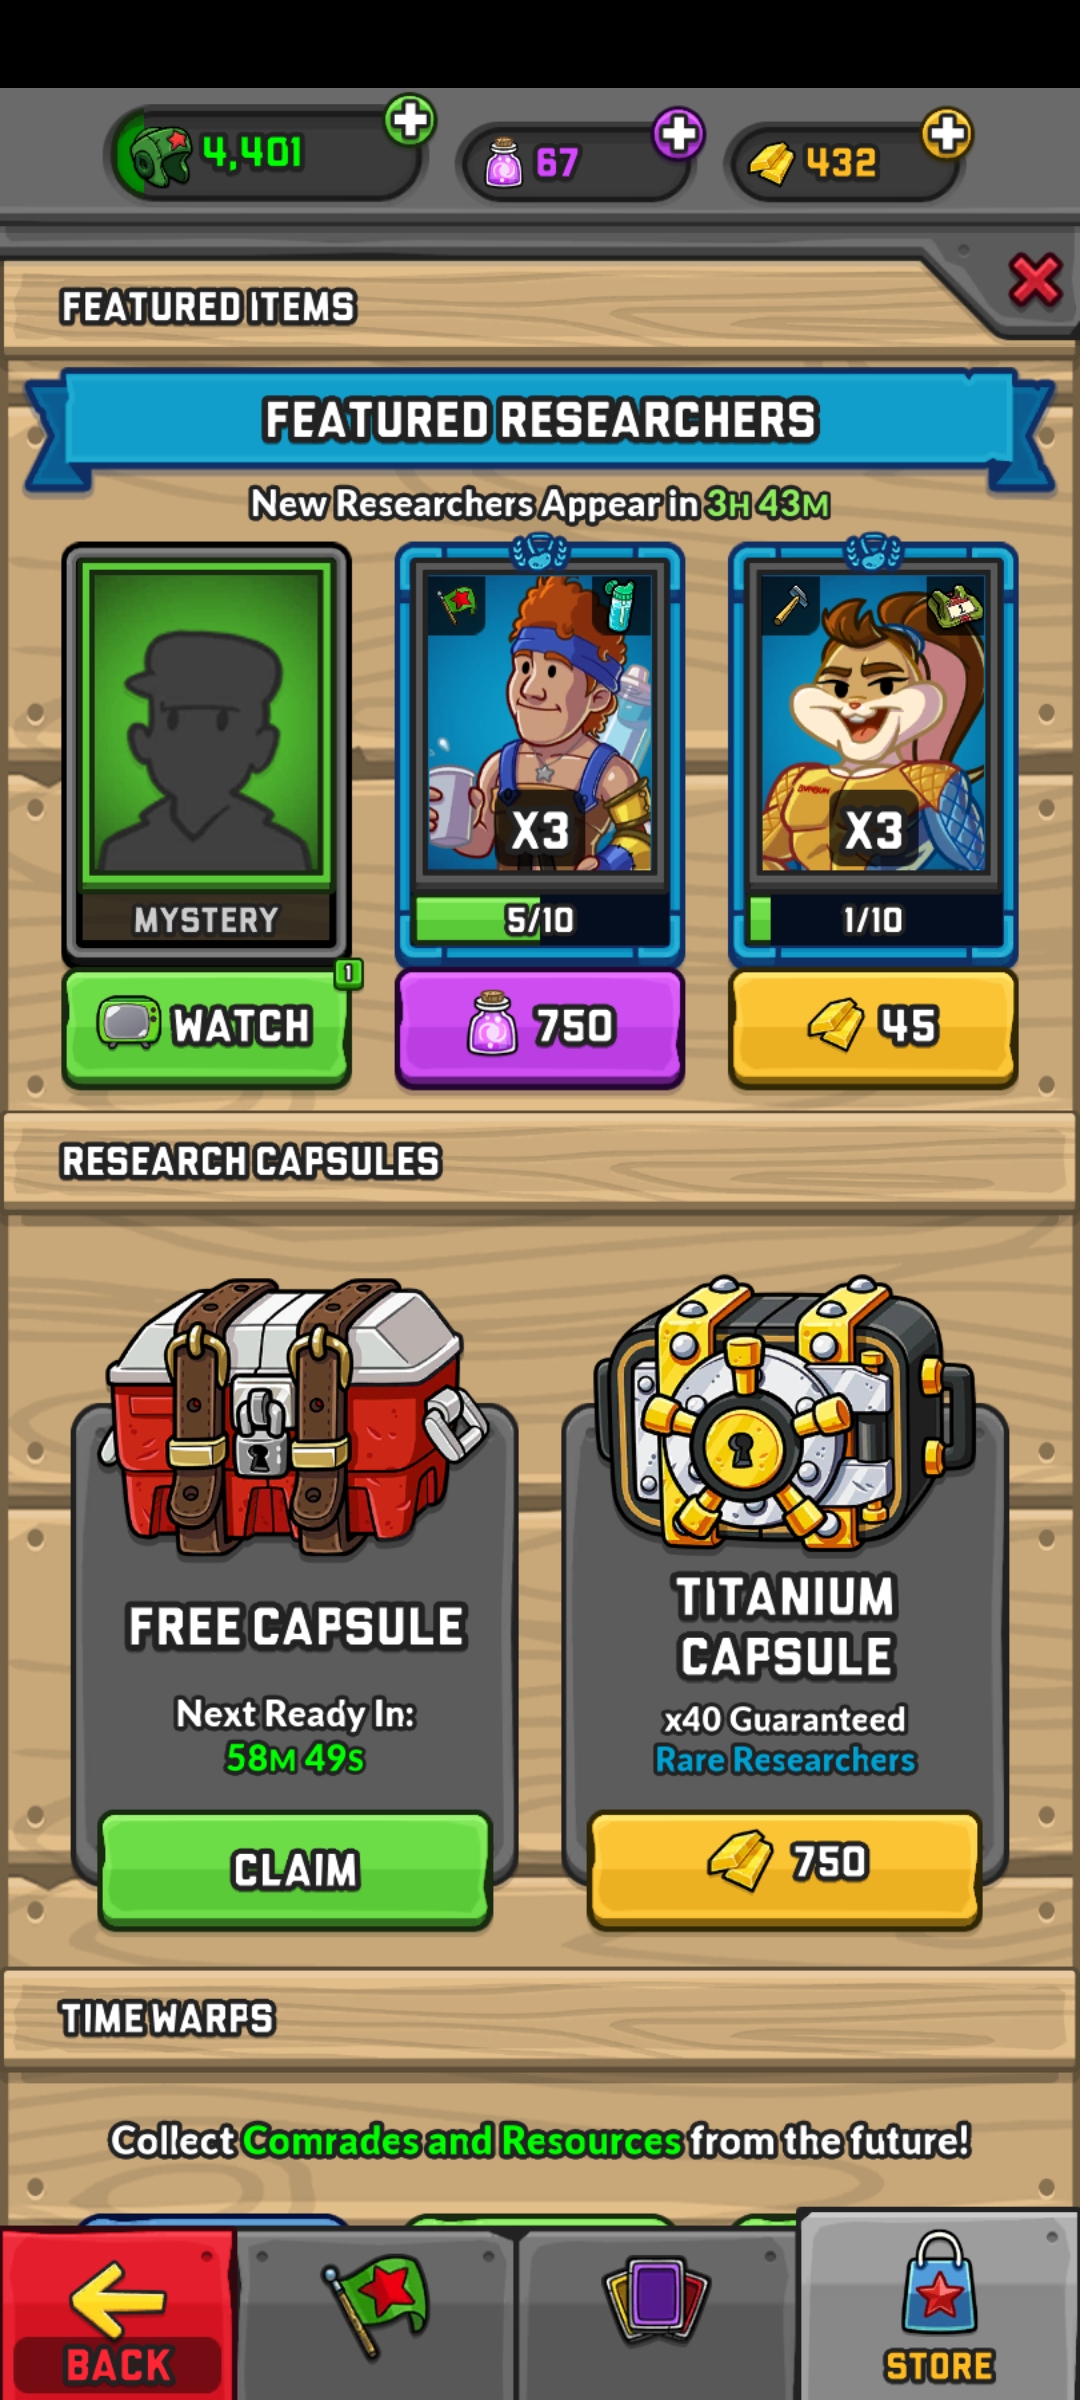 4,401
67
432
FEATURED ITEMS
FEATURED RESEARCHERS
New Researchers Appear in 3H 43M
X3
X3
MYSTERY
5/10
1/10
1
WATCH
750
45
RESEARCH CAPSULES
FREE CAPSULE
Next Ready In:
58M 49S
CLAIM
TITANIUM
CAPSULE
x40 Guaranteed
Rare Researchers
750
TIME WARPS
Collect Comrades and Resources from the future!
BACK
STORE